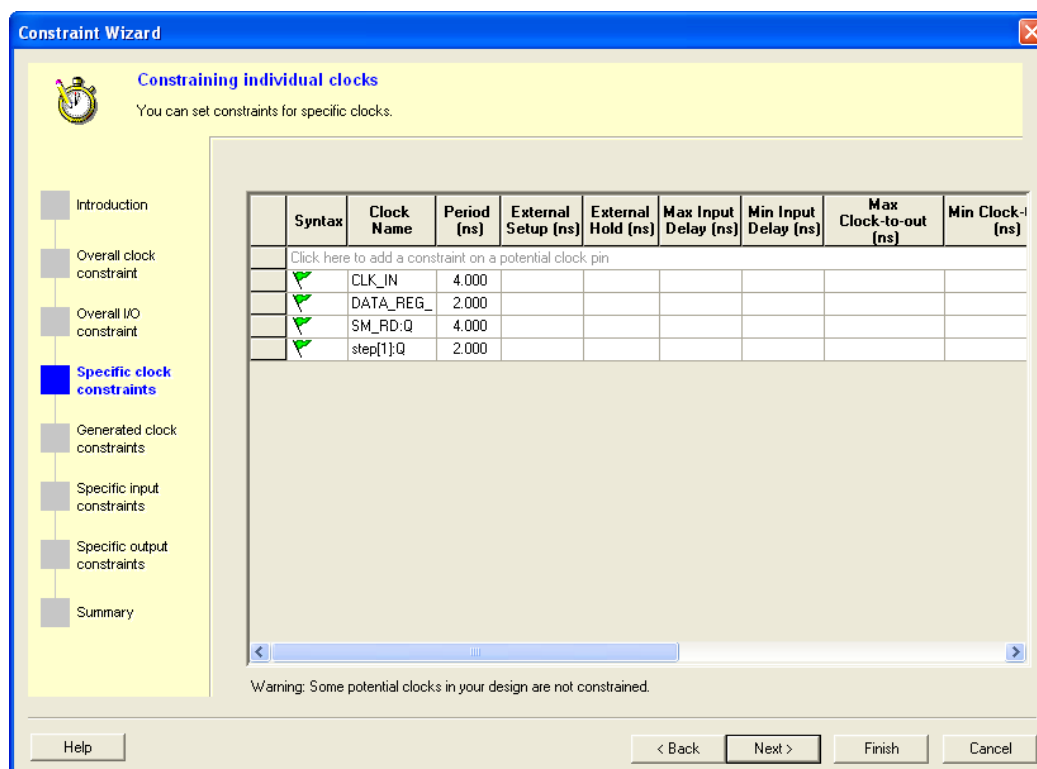 Constraint Wizard
Constraining individual clocks
You can set constraints for specific clocks.
Introduction
Overall clock
constraint
Overall I/O
constraint
Specific clock
constraints
Generated clock
constraints
Specific input
constraints
Specific output
constraints
Summary
Syntax Clock Name Period (ns) External Setup (ns) External Hold (ns) Max Input Delay (ns) Min Input Delay (ns) Max Clock-to-out (ns) Min Clock- (ns)
Click here to add a constraint on a potential clock pin
CLK_IN 4.000
DATA_REG_ 2.000
SM_RD:Q 4.000
step[1]:Q 2.000
Warning: Some potential clocks in your design are not constrained.
Help < Back Next > Finish Cancel